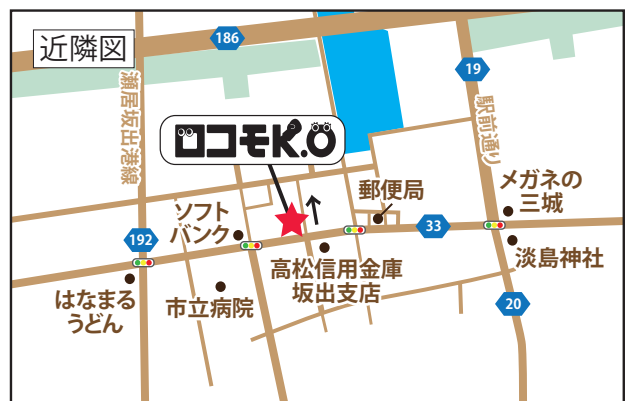 近隣図
186
19
瀬居坂出港線
駅前通り
ロコモK.O
郵便局
メガネの
三城
ソフト
バンク
33
192
高松信用金庫
坂出支店
淡島神社
はなまる
うどん
市立病院
20